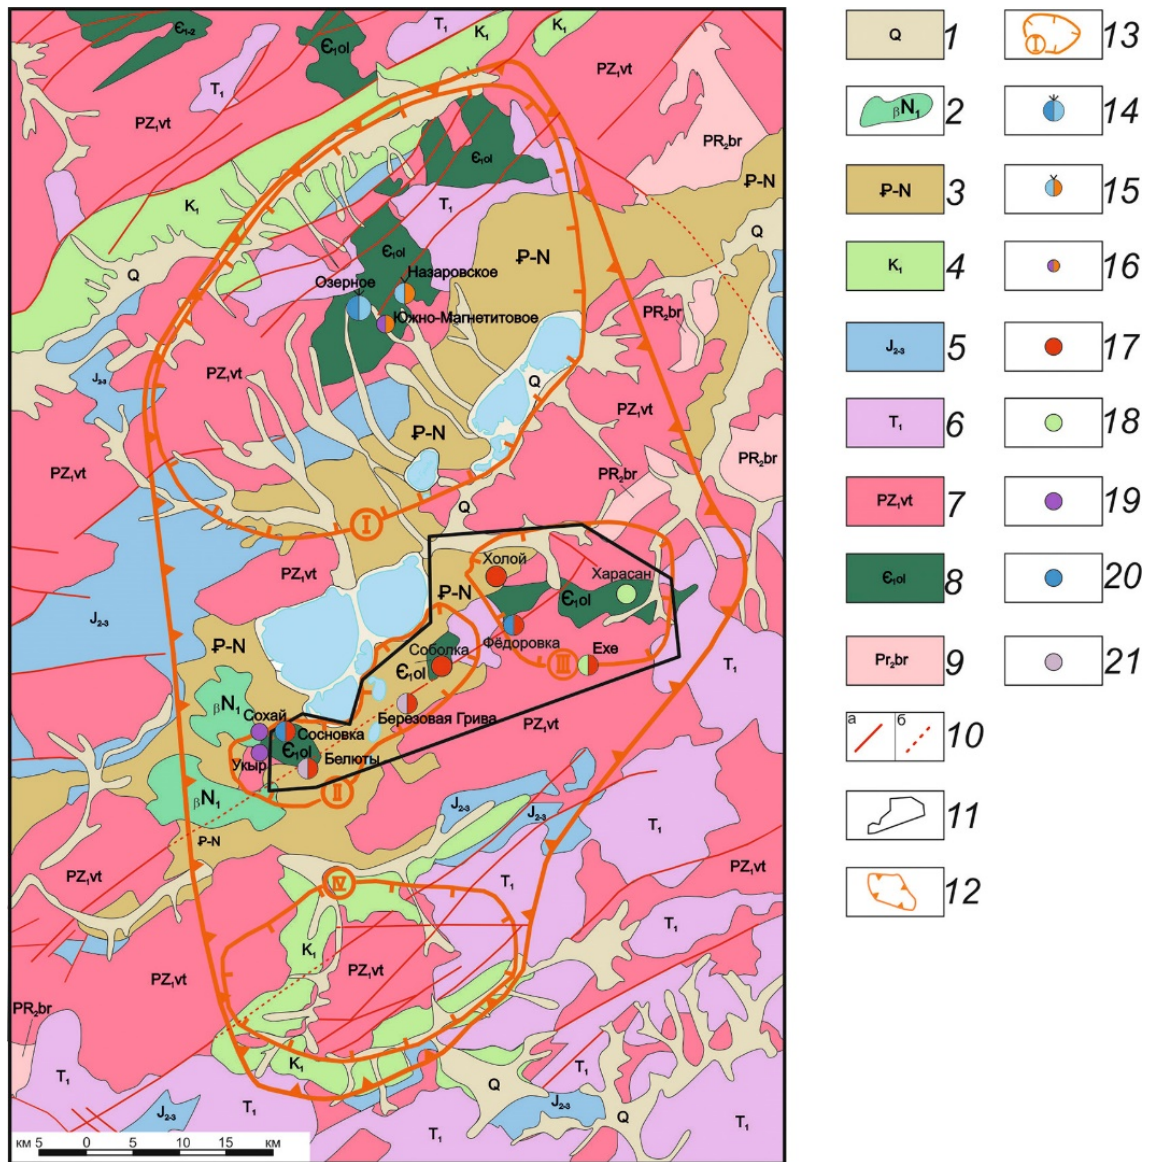 Є₁₋₂
Є₁ol
T₁
K₁
K₁
T₁
PZ₁vt
PZ₁vt
PR₂br
Є₁ol
Ꝑ-N
K₁
T₁
Q
Є₁ol
Ꝑ-N
Q
Назаровское
Озерное
Южно-Магнетитовое
PR₂br
J₂₋₃
PZ₁vt
Q
PZ₁vt
Ꝑ-N
PZ₁vt
PR₂br
PR₂br
Q
I
Холой
PZ₁vt
Харасан
Ꝑ-N
Є₁ol
J₂₋₃
Фёдоровка
Ꝑ-N
Соболка
Ехе
III
T₁
Є₁ol
βN₁
Сохай
Березовая Грива
PZ₁vt
Сосновка
Є₁ol
Укыр
Белюты
II
βN₁
J₂₋₃
J₂₋₃
T₁
Ꝑ-N
PZ₁vt
IV
T₁
PZ₁vt
T₁
K₁
PZ₁vt
PZ₁vt
PR₂br
K₁
T₁
T₁
Q
J₂₋₃
J₂₋₃
T₁
Q
T₁
T₁
км 5 0 5 10 15 км
Q 1
βN₁ 2
Ꝑ-N 3
K₁ 4
J₂₋₃ 5
T₁ 6
PZ₁vt 7
Є₁ol 8
Pr₂br 9
а б 10
11
12
I 13
14
15
16
17
18
19
20
21